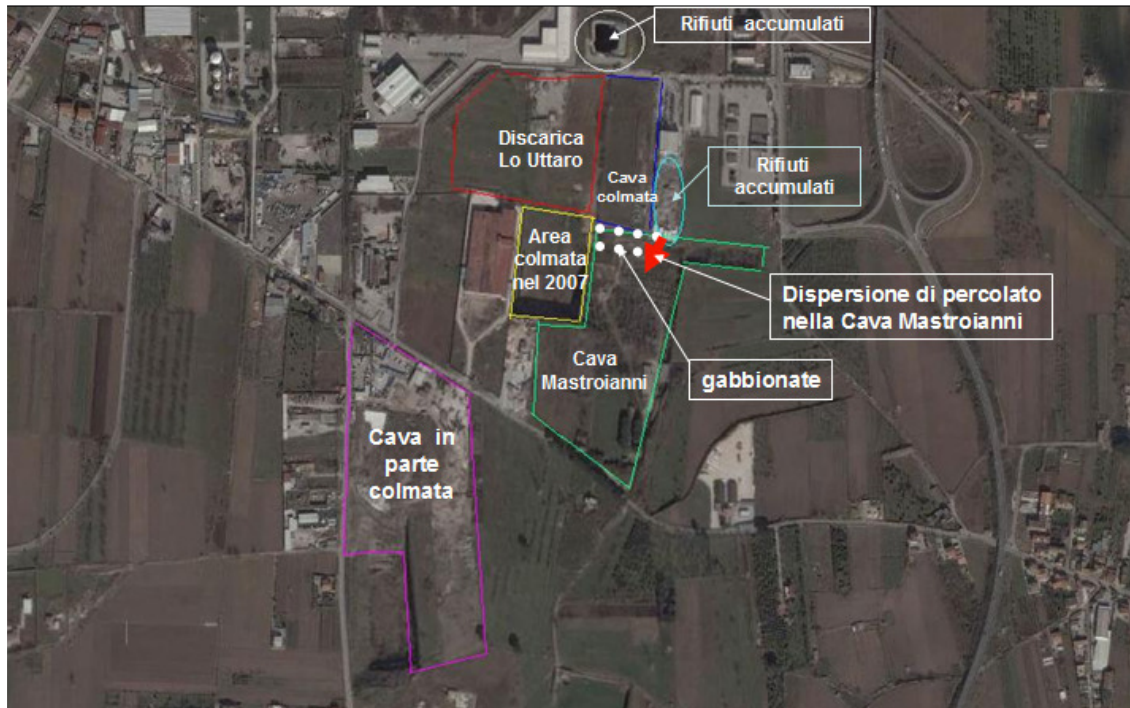 Rifiuti accumulati
Discarica
Lo Uttaro
Cava
colmata
Rifiuti
accumulati
Area
colmata
nel 2007
Dispersione di percolato
nella Cava Mastroianni
Cava
Mastroianni
gabbionate
Cava in
parte
colmata